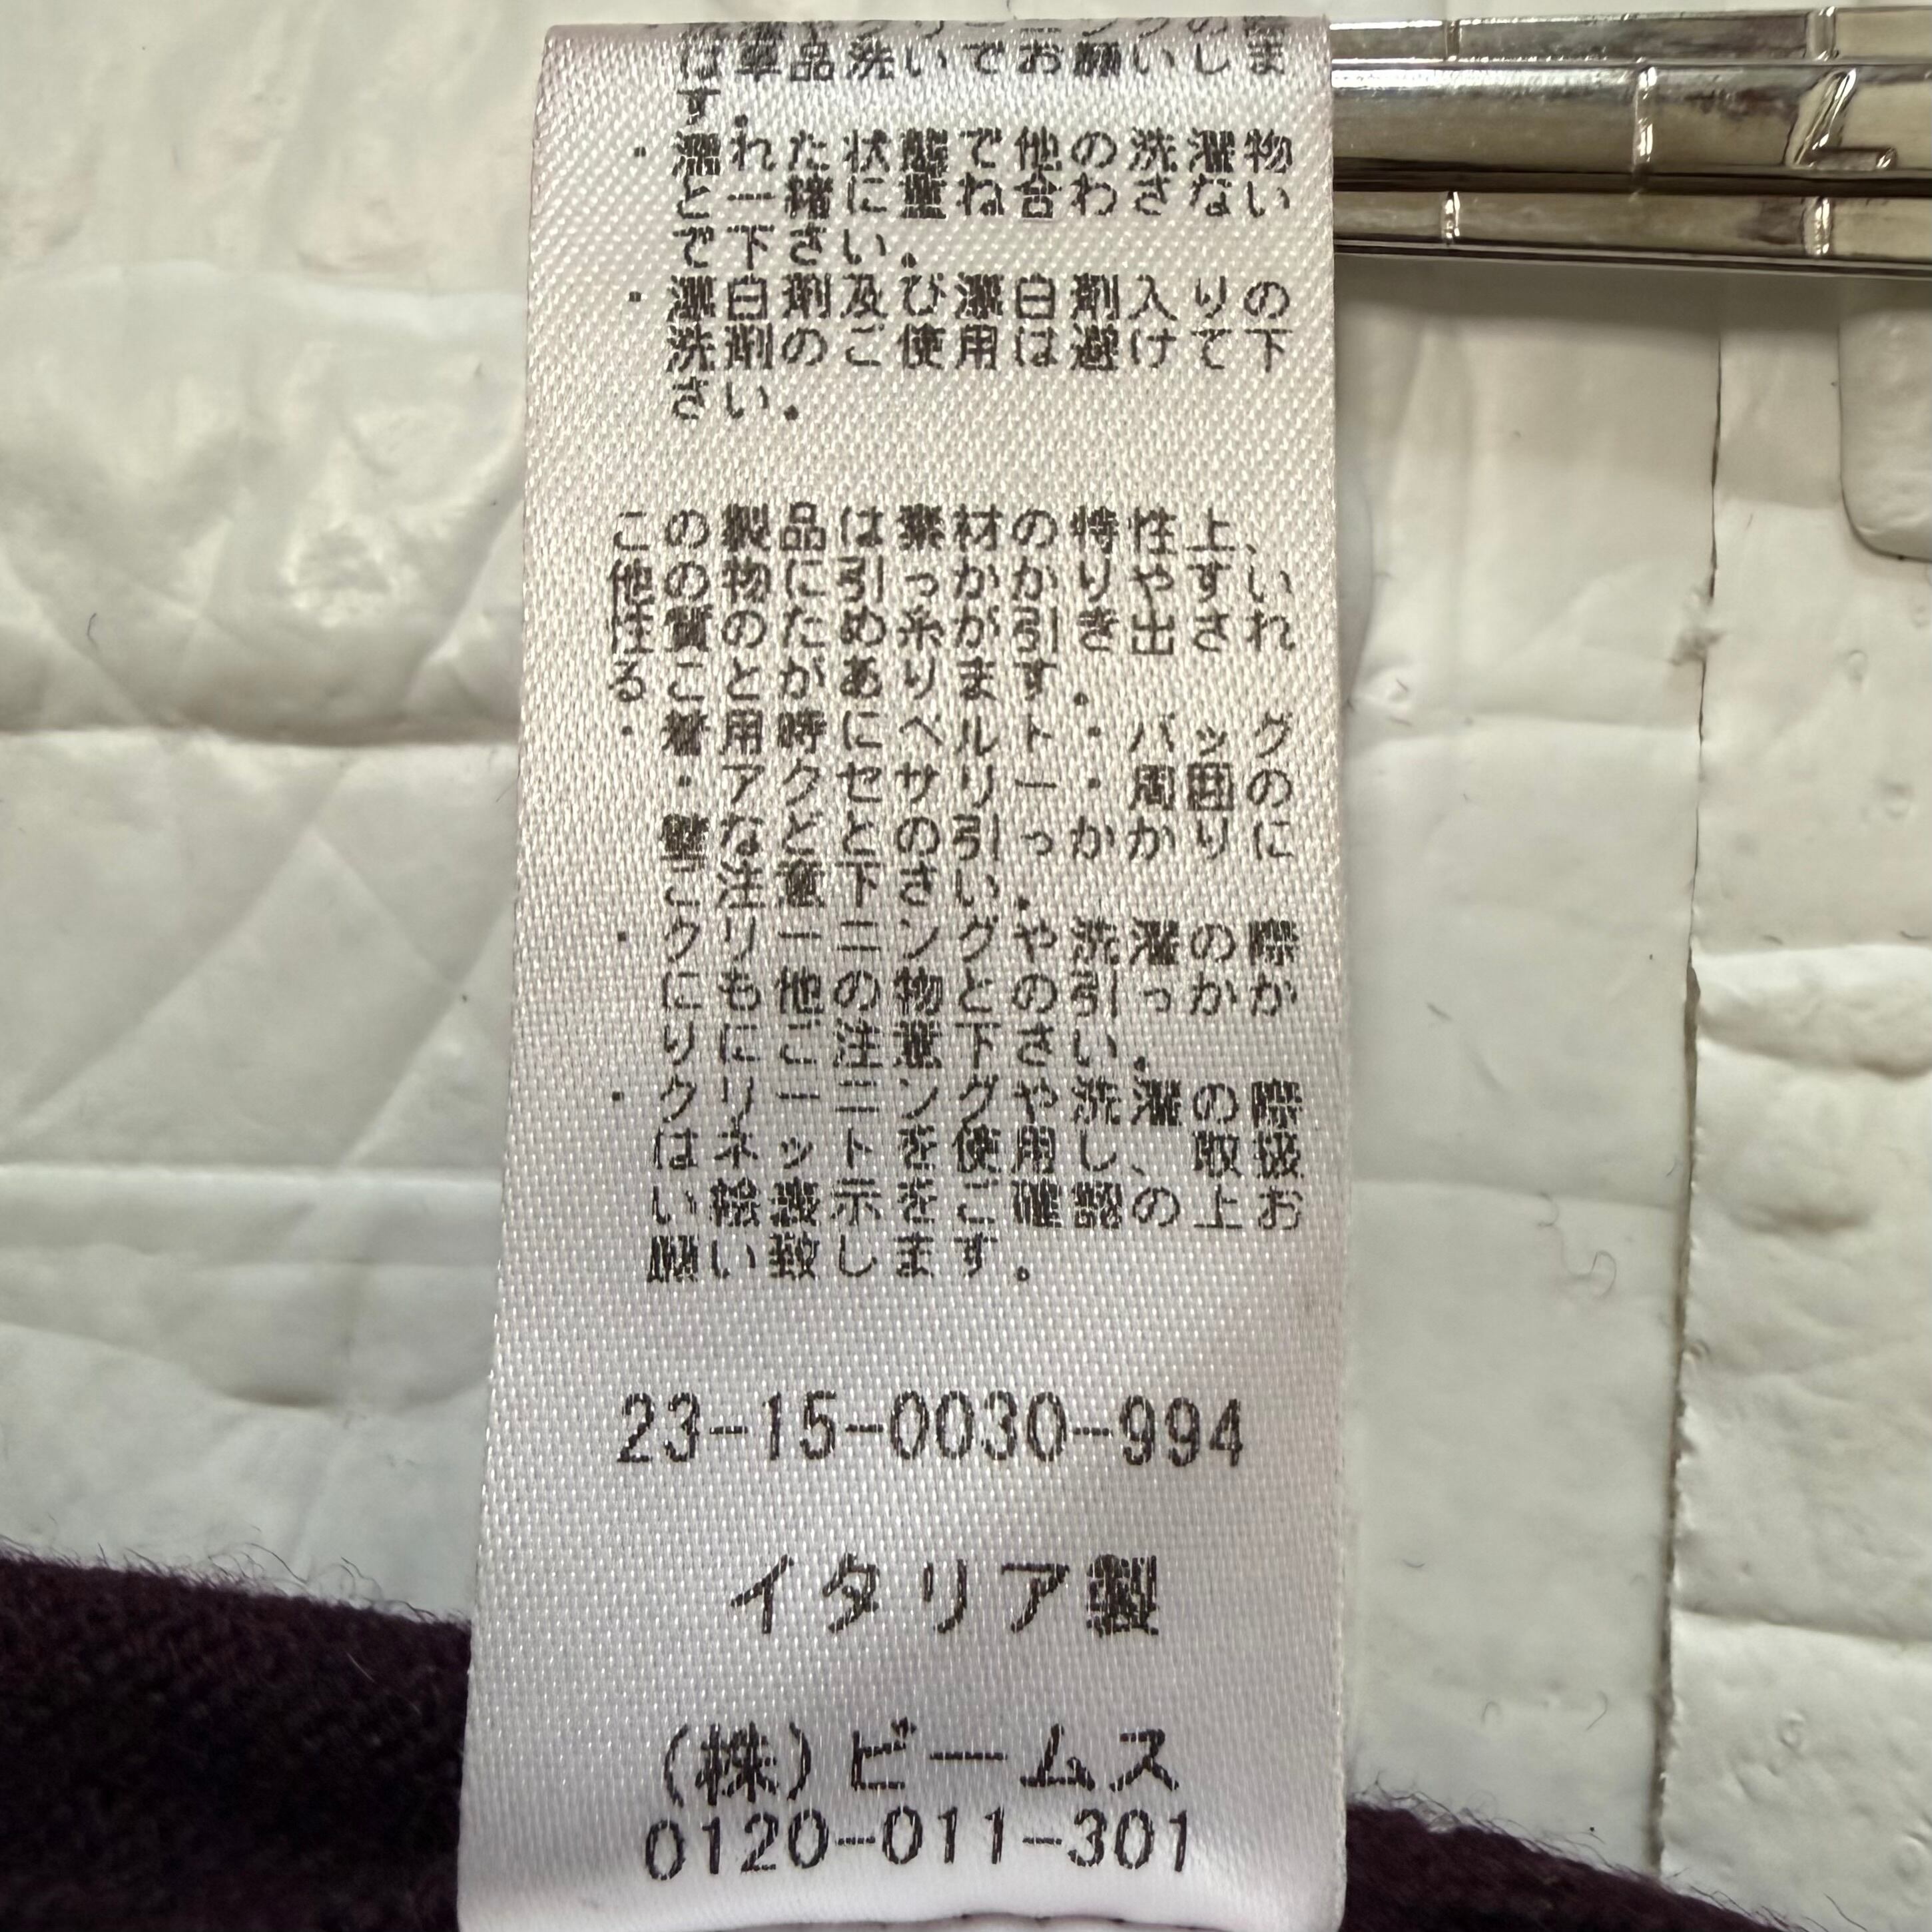 は単品洗いでお願いしま
す。
・濡れた状態で他の洗濯物
と一緒に重ね合わさない
で下さい。
・漂白剤及び漂白剤入りの
洗剤のご使用は避けて下
さい。
この製品は素材の特性上、
他の物に引っかかりやすい
性質のため糸が引き出され
ることがあります。
・着用時にベルト・バッグ
・アクセサリー・周囲の
壁などとの引っかかりに
ご注意下さい。
・クリーニングや洗濯の際
にも他の物との引っかか
りにご注意下さい。
・クリーニングや洗濯の際
はネットを使用し、取扱
い絵表示をご確認の上お
願い致します。
23-15-0030-994
イタリア製
(株)ビームス
0120-011-301